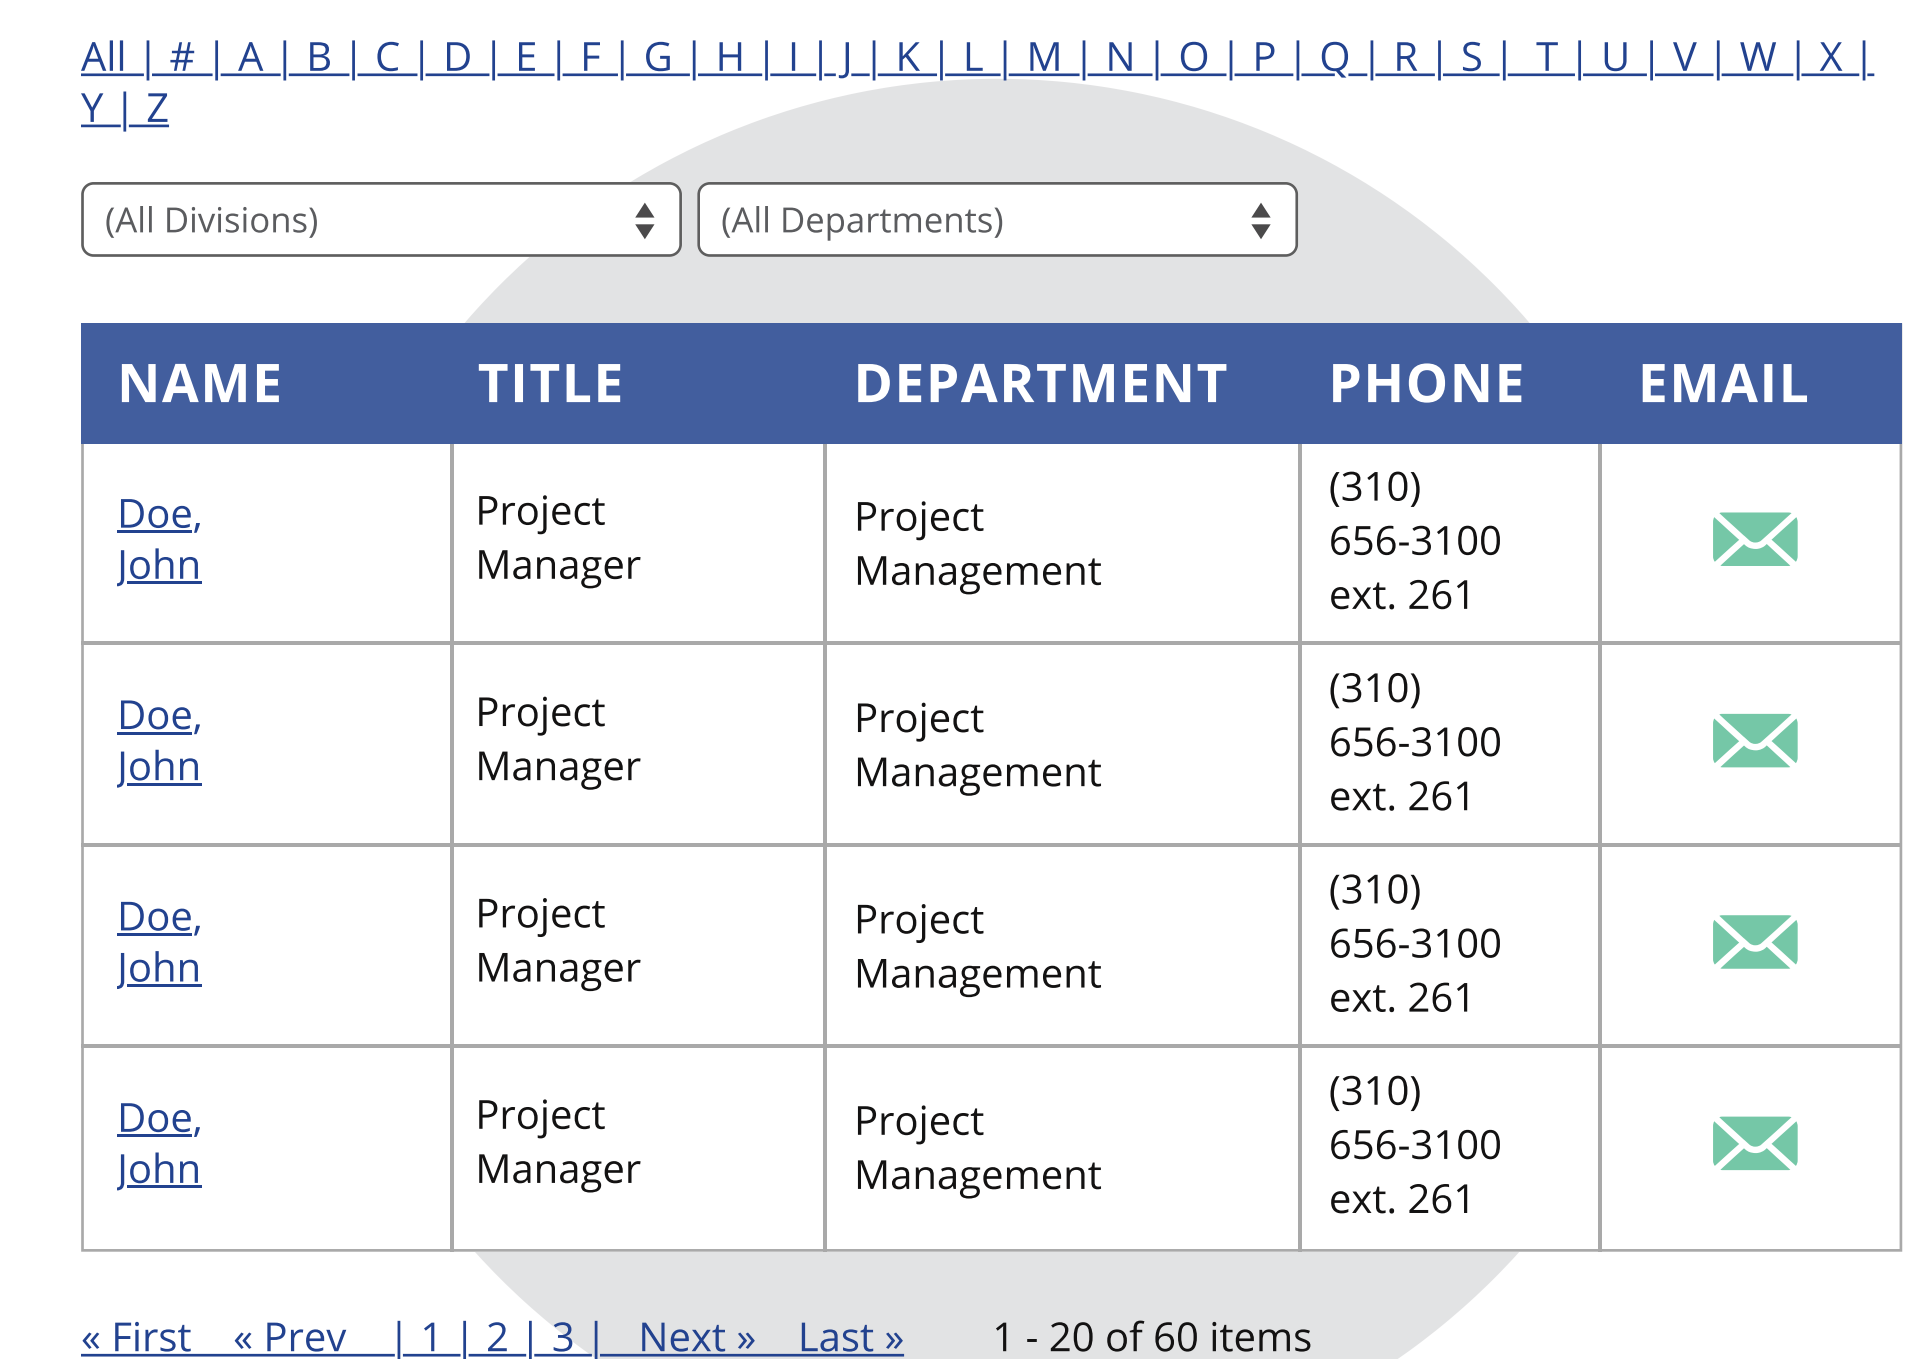 All | # | A | B | C | D | E | F | G | H | I | J | K | L | M | N | O | P | Q | R | S | T | U | V | W | X |
Y | Z
(All Divisions) (All Departments)
NAME TITLE DEPARTMENT PHONE EMAIL
Doe,
John
Project
Manager
Project
Management
(310)
656-3100
ext. 261
Doe,
John
Project
Manager
Project
Management
(310)
656-3100
ext. 261
Doe,
John
Project
Manager
Project
Management
(310)
656-3100
ext. 261
Doe,
John
Project
Manager
Project
Management
(310)
656-3100
ext. 261
« First « Prev | 1 | 2 | 3 | Next » Last » 1 - 20 of 60 items